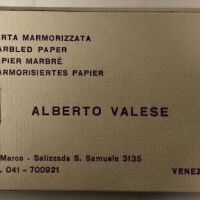 RTA MARMORIZZATA
ARBLED PAPER
PIER MARBRÉ
ARMORISIERTES PAPIER
ALBERTO VALESE
Marco - Salizzada S. Samuele 3135
. 041 - 700921
VENEZ